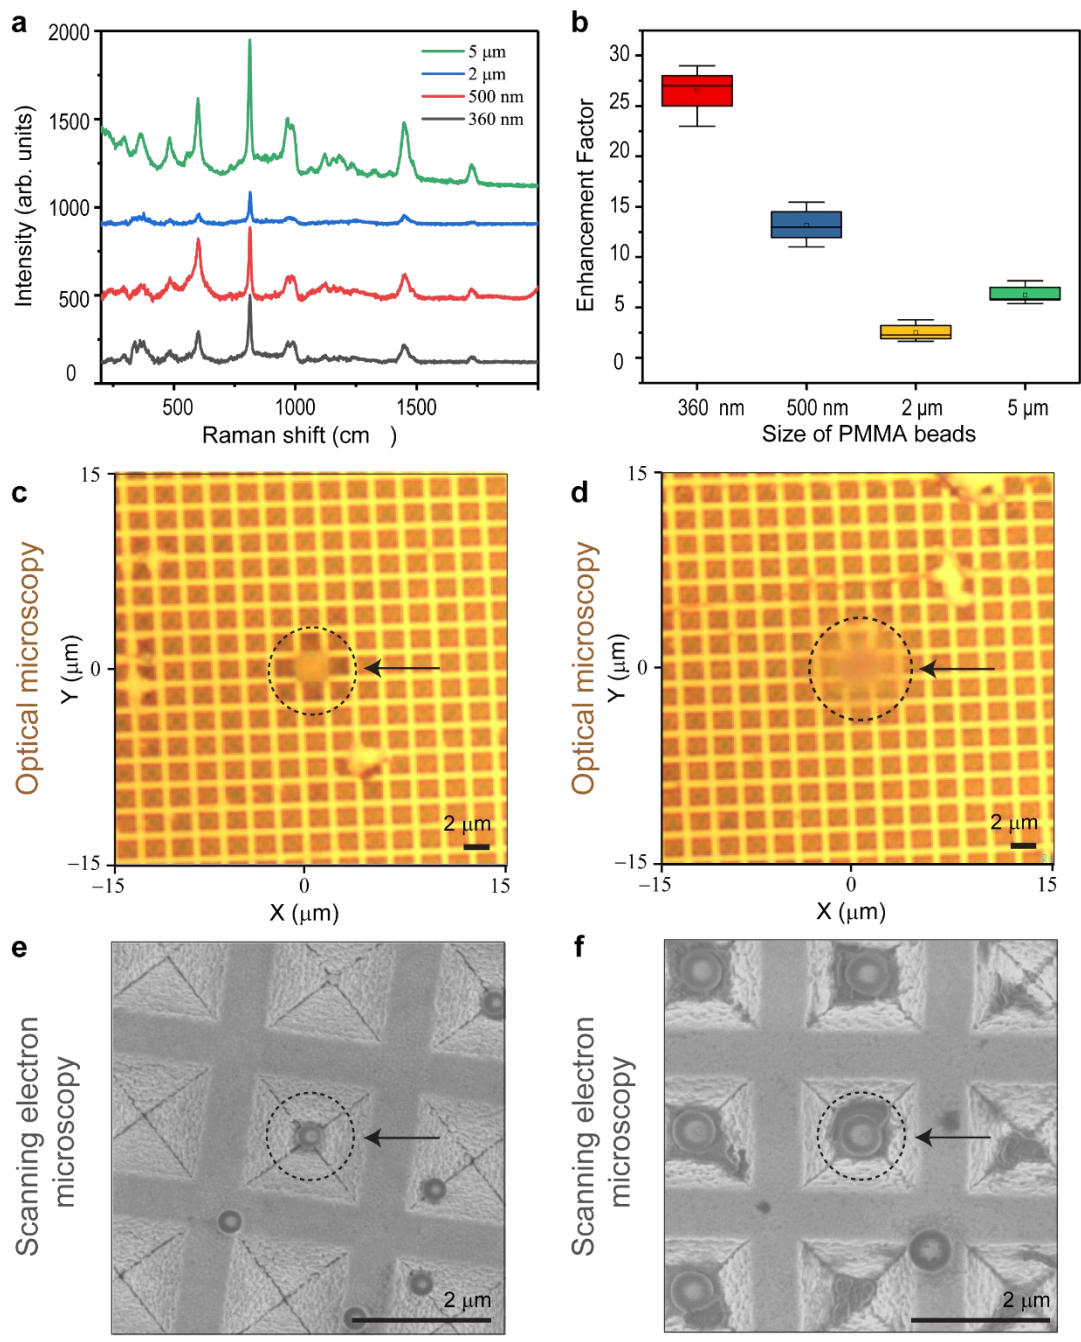 a
2000
1500
1000
500
0
Intensity (arb. units)
5 μm
2 μm
500 nm
360 nm
500
1000
1500
Raman shift (cm )
b
30
25
20
15
10
5
0
Enhancement Factor
360 nm
500 nm
2 μm
5 μm
Size of PMMA beads
c
Optical microscopy
15
0
−15
Y (μm)
2 μm
−15
0
15
X (μm)
d
Optical microscopy
15
0
−15
Y (μm)
2 μm
−15
0
15
X (μm)
e
Scanning electron
microscopy
2 μm
f
Scanning electron
microscopy
2 μm